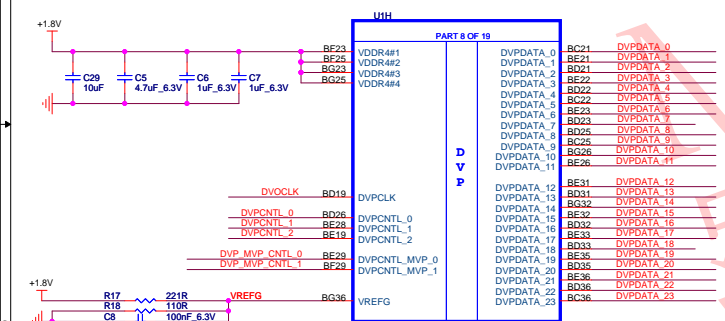 U1H
+1.8V
PART 8 OF 19
BF23 VDDR4#1
BF25 VDDR4#2
BG23 VDDR4#3
BG25 VDDR4#4
C29 10uF
C5 4.7uF_6.3V
C6 1uF_6.3V
C7 1uF_6.3V
DVPDATA_0 BC21 DVPDATA_0
DVPDATA_1 BE21 DVPDATA_1
DVPDATA_2 BD21 DVPDATA_2
DVPDATA_3 BE22 DVPDATA_3
DVPDATA_4 BD22 DVPDATA_4
DVPDATA_5 BC22 DVPDATA_5
DVPDATA_6 BE23 DVPDATA_6
DVPDATA_7 BD23 DVPDATA_7
DVPDATA_8 BD25 DVPDATA_8
DVPDATA_9 BC25 DVPDATA_9
DVPDATA_10 BG26 DVPDATA_10
DVPDATA_11 BE26 DVPDATA_11
DVP
DVPDATA_12 BE31 DVPDATA_12
DVPDATA_13 BD31 DVPDATA_13
DVPDATA_14 BG32 DVPDATA_14
DVPDATA_15 BE32 DVPDATA_15
DVPDATA_16 BD32 DVPDATA_16
DVPDATA_17 BE33 DVPDATA_17
DVPDATA_18 BD33 DVPDATA_18
DVPDATA_19 BE35 DVPDATA_19
DVPDATA_20 BD35 DVPDATA_20
DVPDATA_21 BE36 DVPDATA_21
DVPDATA_22 BD36 DVPDATA_22
DVPDATA_23 BC36 DVPDATA_23
DVOCLK BD19 DVPCLK
DVPCNTL_0 BD26 DVPCNTL_0
DVPCNTL_1 BE28 DVPCNTL_1
DVPCNTL_2 BE19 DVPCNTL_2
DVP_MVP_CNTL_0 BE29 DVPCNTL_MVP_0
DVP_MVP_CNTL_1 BF29 DVPCNTL_MVP_1
+1.8V
R17 221R VREFG BG36 VREFG
R18 110R
C8 100nF_6.3V